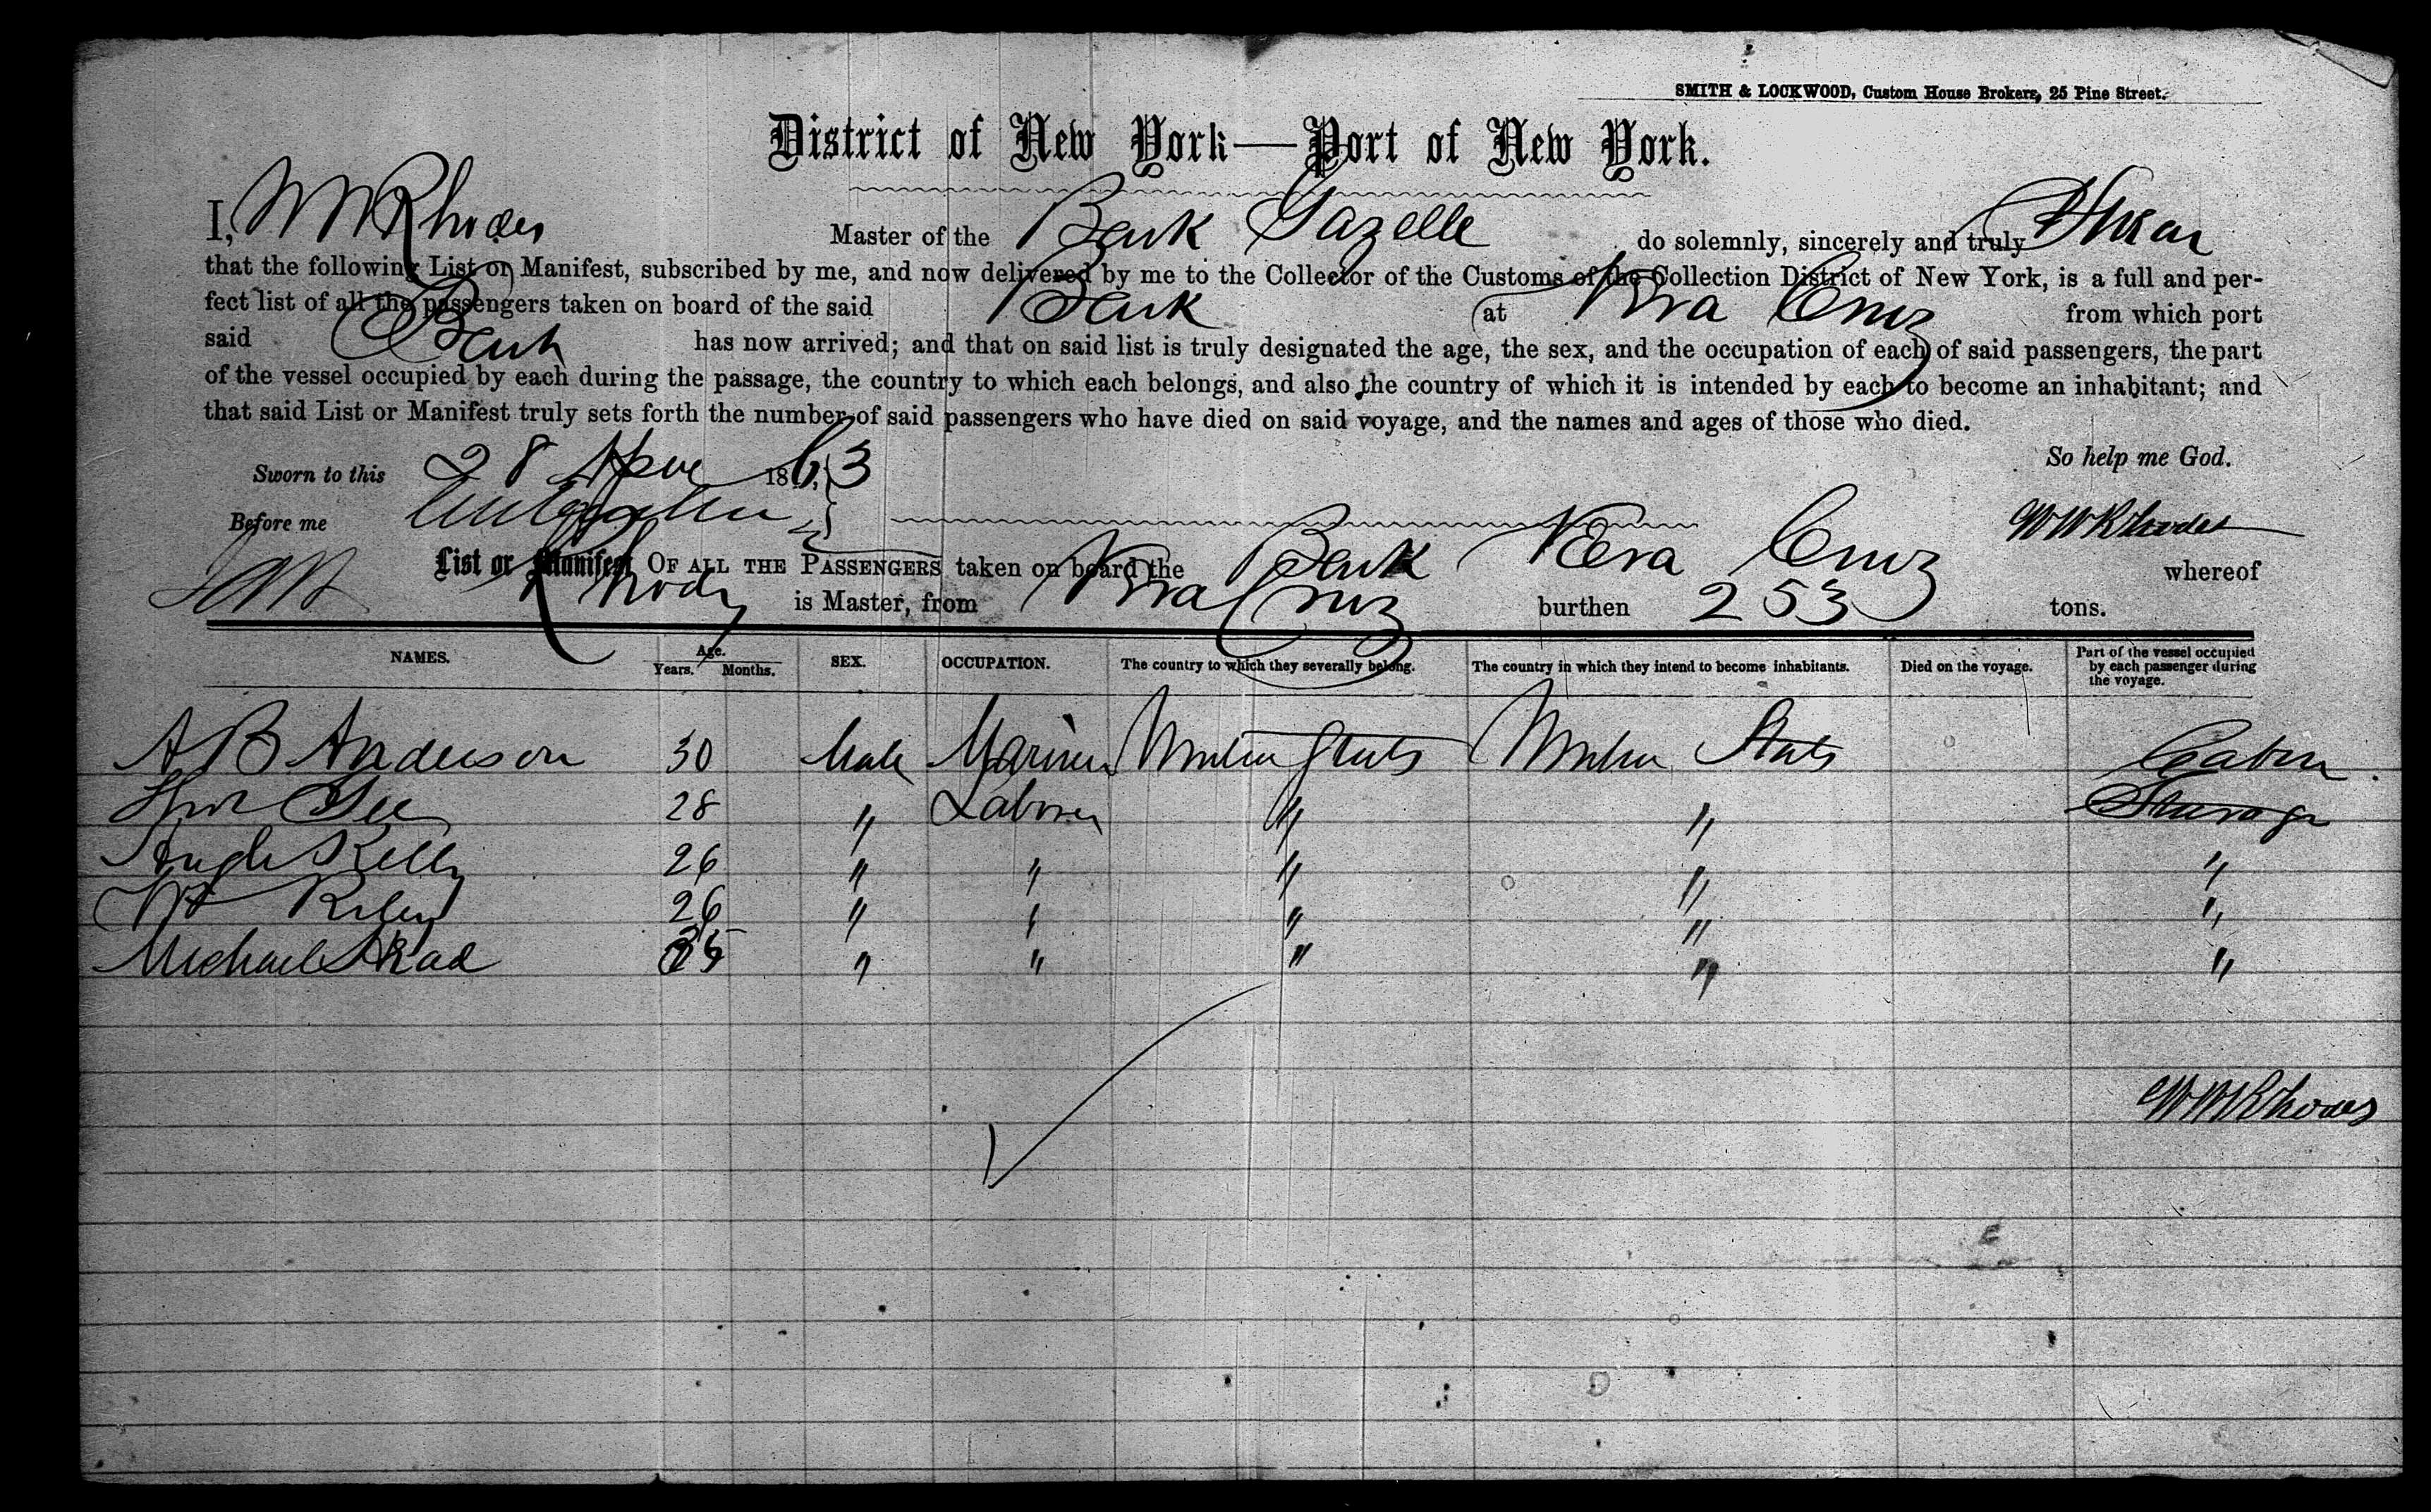 SMITH & LOCKWOOD, Custom House Brokers, 25 Pine Street.
District of New York—Port of New York.
I, W W Rhodes Master of the Bark Gazelle do solemnly, sincerely and truly Swear
that the following List or Manifest, subscribed by me, and now delivered by me to the Collector of the Customs of the Collection District of New York, is a full and per-
fect list of all the passengers taken on board of the said Bark at Vera Cruz from which port
said Bark has now arrived; and that on said list is truly designated the age, the sex, and the occupation of each of said passengers, the part
of the vessel occupied by each during the passage, the country to which each belongs, and also the country of which it is intended by each to become an inhabitant; and
that said List or Manifest truly sets forth the number of said passengers who have died on said voyage, and the names and ages of those who died.
So help me God.
Sworn to this 28 Apr 1863
Before me
W W Rhodes
List or Manifest OF ALL THE PASSENGERS taken on board the Bark Vera Cruz whereof
Rhodes is Master, from Vera Cruz burthen 253 tons.
NAMES. Age. Years. Months. SEX. OCCUPATION. The country to which they severally belong. The country in which they intend to become inhabitants. Died on the voyage. Part of the vessel occupied by each passenger during the voyage.
A B Anderson 30 Male Mariner United States United States Cabin.
28 " Laborer " " Steerage
Hugh Kelly 26 " " " " "
Wm Riley 26 " " " " "
Michael 35 " " " " "
W W Rhodes